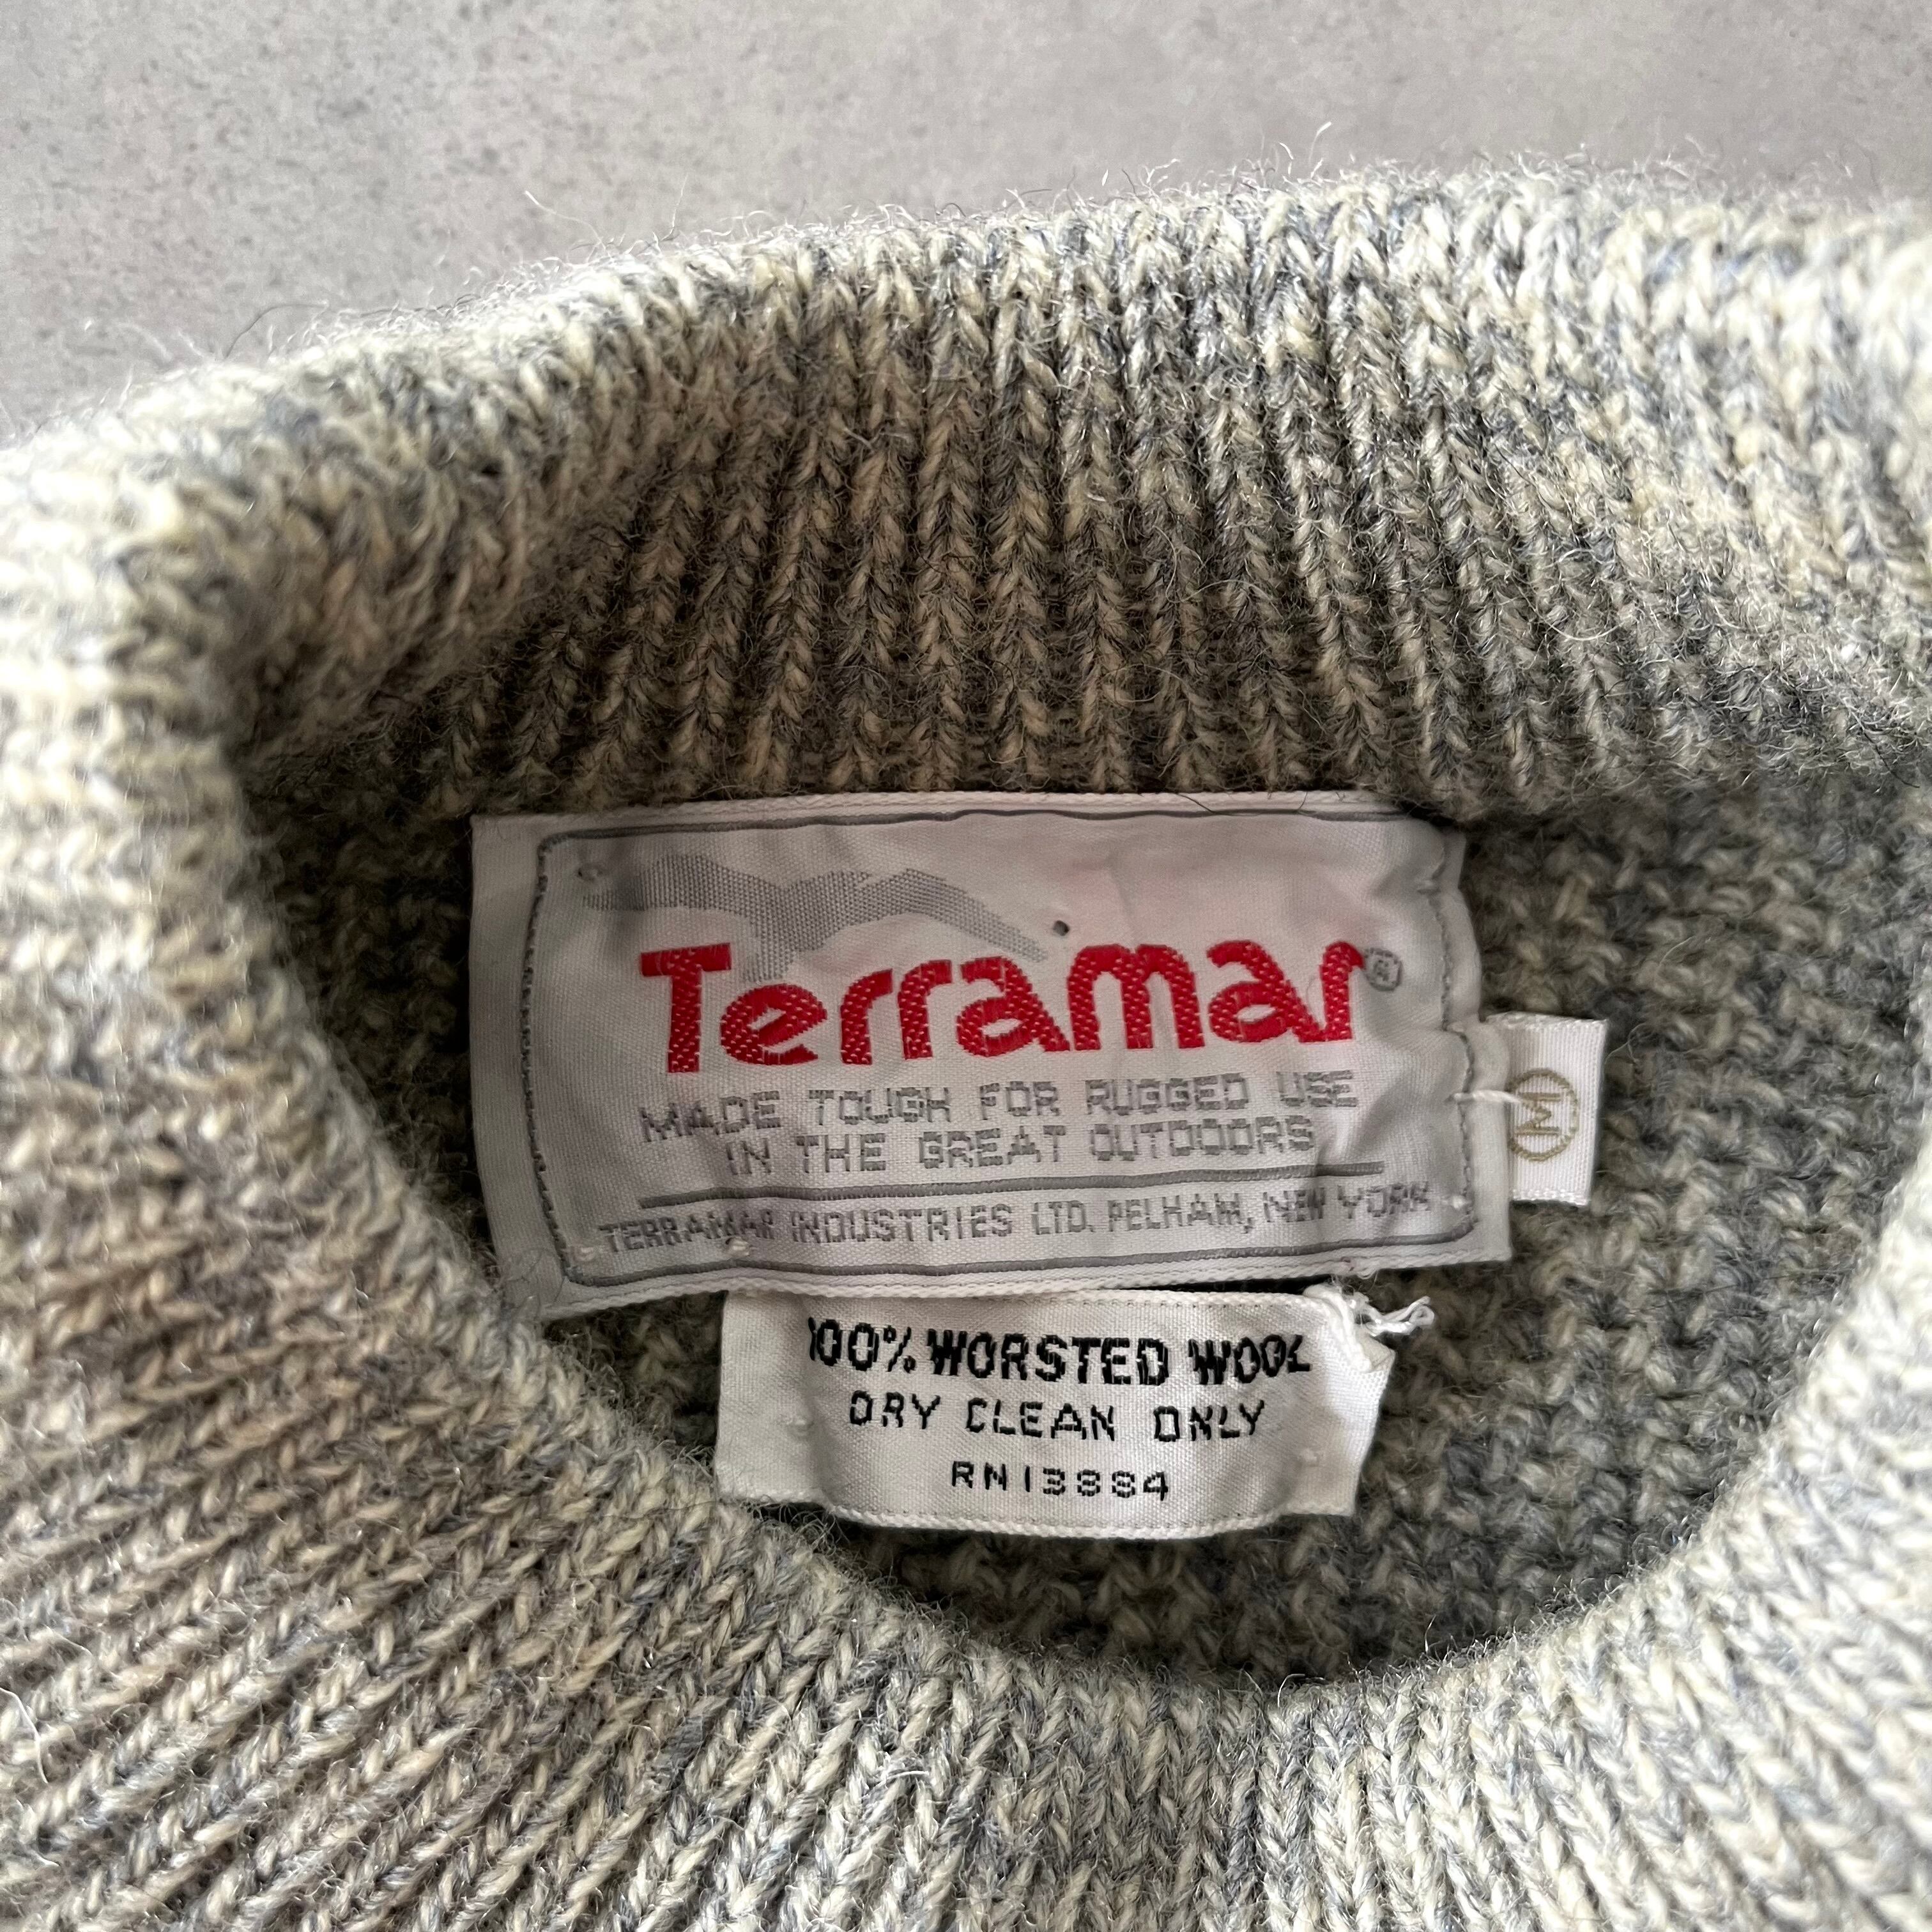 Terramar®
MADE TOUGH FOR RUGGED USE
IN THE GREAT OUTDOORS
TERRAMAR INDUSTRIES LTD. PELHAM, NEW YORK
M
100% WORSTED WOOL
DRY CLEAN ONLY
RN13884